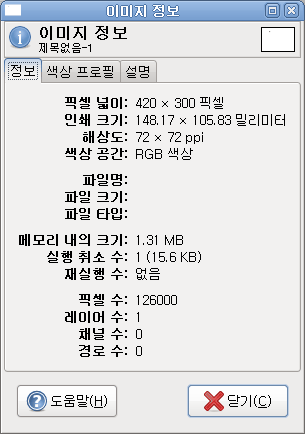 이미지 정보
이미지 정보
제목없음-1
정보 색상 프로필 설명
픽셀 넓이: 420 × 300 픽셀
인쇄 크기: 148.17 × 105.83 밀리미터
해상도: 72 × 72 ppi
색상 공간: RGB 색상
파일명:
파일 크기:
파일 타입:
메모리 내의 크기: 1.31 MB
실행 취소 수: 1 (15.6 KB)
재실행 수: 없음
픽셀 수: 126000
레이어 수: 1
채널 수: 0
경로 수: 0
도움말(H) 닫기(C)